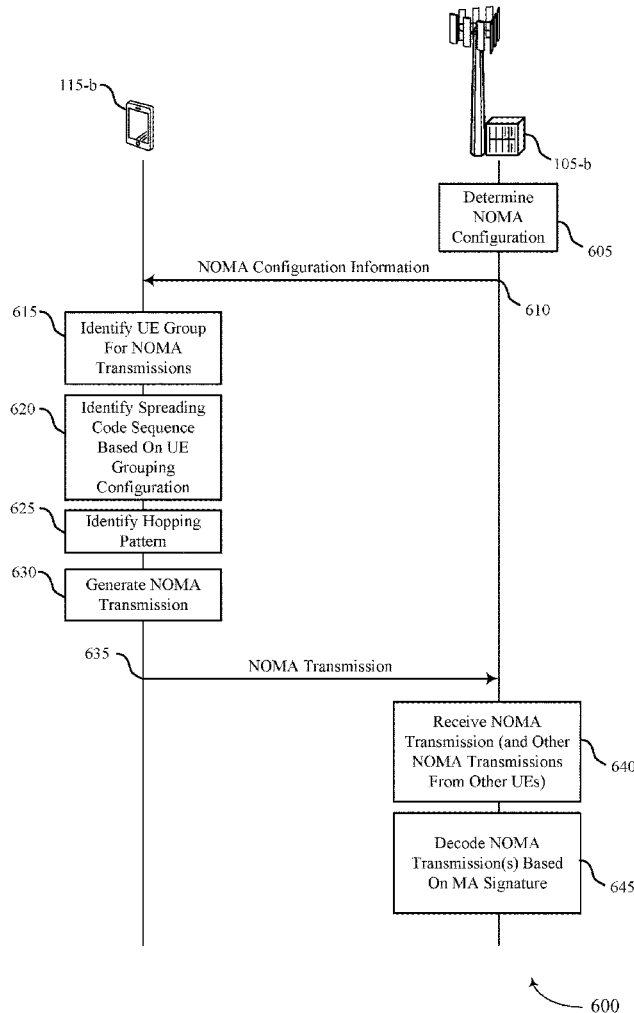 115-b
105-b
Determine
NOMA
Configuration
605
NOMA Configuration Information
610
615
Identify UE Group
For NOMA
Transmissions
620
Identify Spreading
Code Sequence
Based On UE
Grouping
Configuration
625
Identify Hopping
Pattern
630
Generate NOMA
Transmission
635
NOMA Transmission
Receive NOMA
Transmission (and Other
NOMA Transmissions
From Other UEs)
640
Decode NOMA
Transmission(s) Based
On MA Signature
645
600